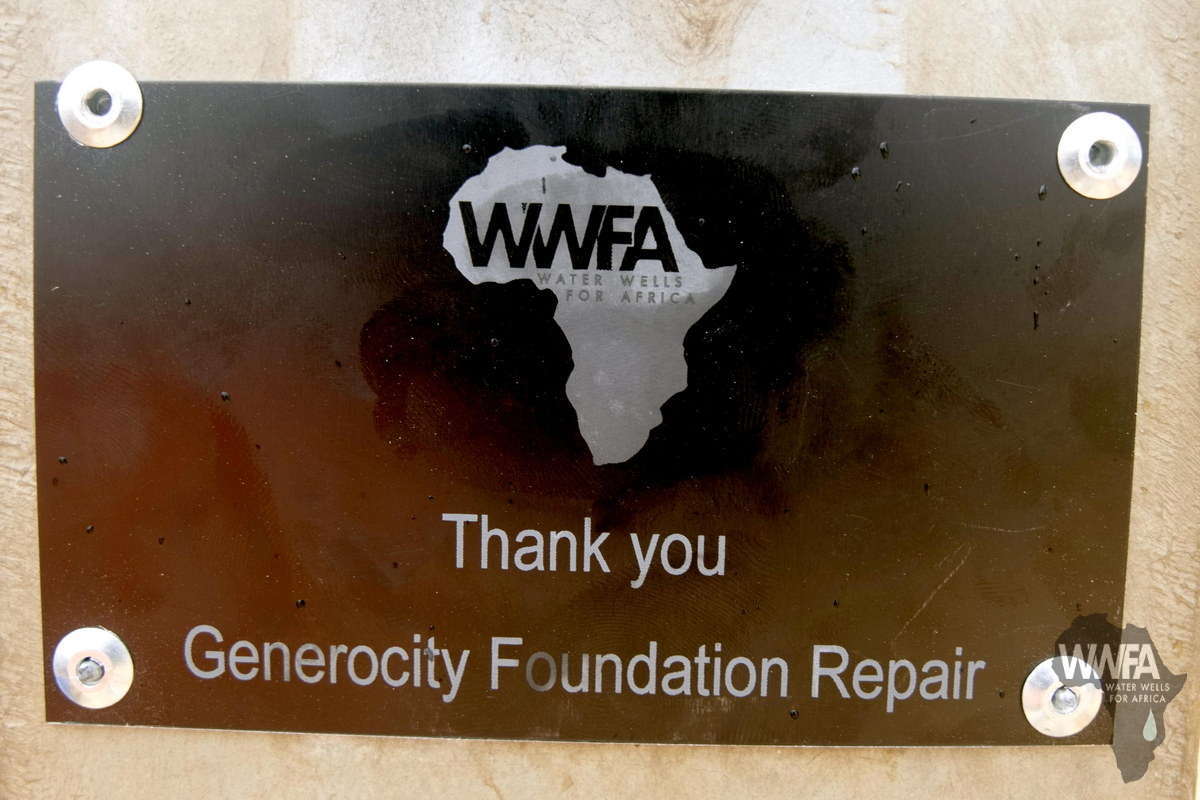 WWFA
WATER WELLS
FOR AFRICA
Thank you
Generocity Foundation Repair
WWFA
WATER WELLS
FOR AFRICA